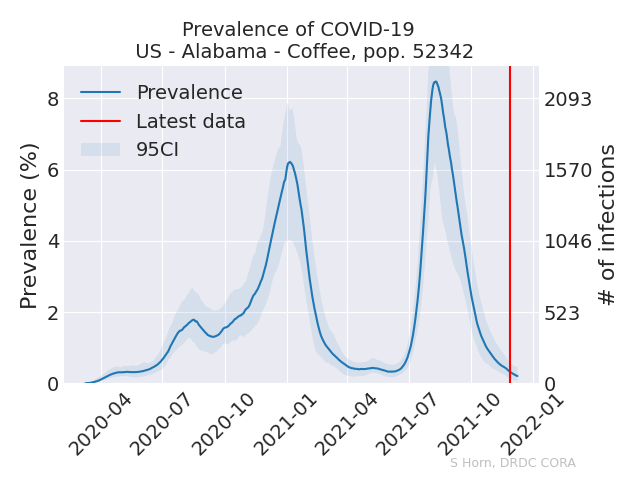 Prevalence of COVID-19
US - Alabama - Coffee, pop. 52342
Prevalence
Latest data
95CI
Prevalence (%)
8
6
4
2
0
# of infections
2093
1570
1046
523
0
2020-04
2020-07
2020-10
2021-01
2021-04
2021-07
2021-10
2022-01
S Horn, DRDC CORA